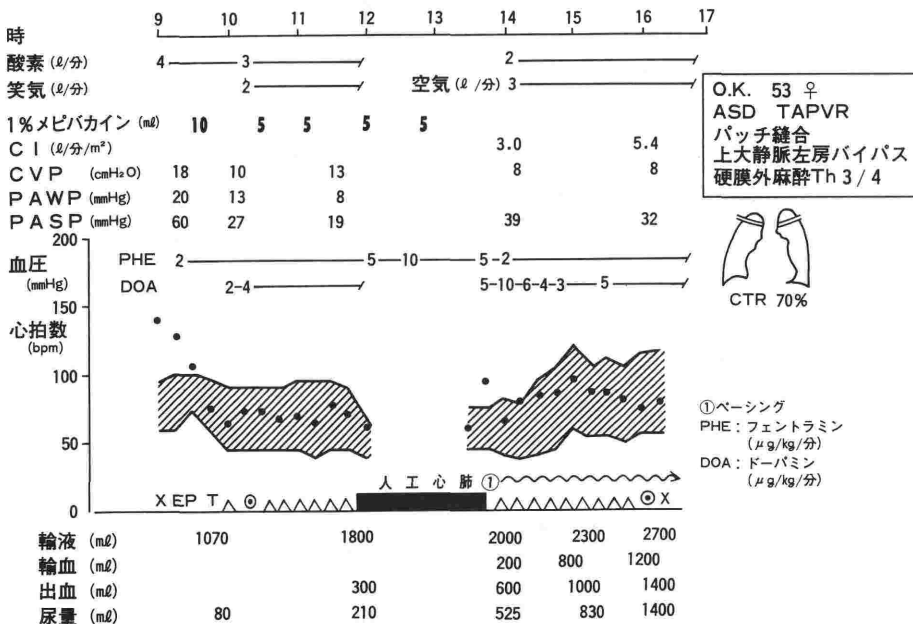 9 10 11 12 13 14 15 16 17
時
酸素 (ℓ/分) 4 3 2
笑気 (ℓ/分) 2 空気 (ℓ/分) 3
1%メピバカイン (㎖) 10 5 5 5 5
CI (ℓ/分/m²) 3.0 5.4
CVP (cmH₂O) 18 10 13 8 8
PAWP (mmHg) 20 13 8
PASP (mmHg) 60 27 19 39 32
O.K. 53 ♀
ASD TAPVR
パッチ縫合
上大静脈左房バイパス
硬膜外麻酔Th 3/4
CTR 70%
200
血圧 PHE 2 5-10 5-2
(mmHg) DOA 2-4 5-10-6-4-3 5
150
心拍数
(bpm)
100
50
①ペーシング
PHE:フェントラミン
(μg/kg/分)
DOA:ドーパミン
(μg/kg/分)
人工心肺 ①
X EP T X
0
輸液 (㎖) 1070 1800 2000 2300 2700
輸血 (㎖) 200 800 1200
出血 (㎖) 300 600 1000 1400
尿量 (㎖) 80 210 525 830 1400